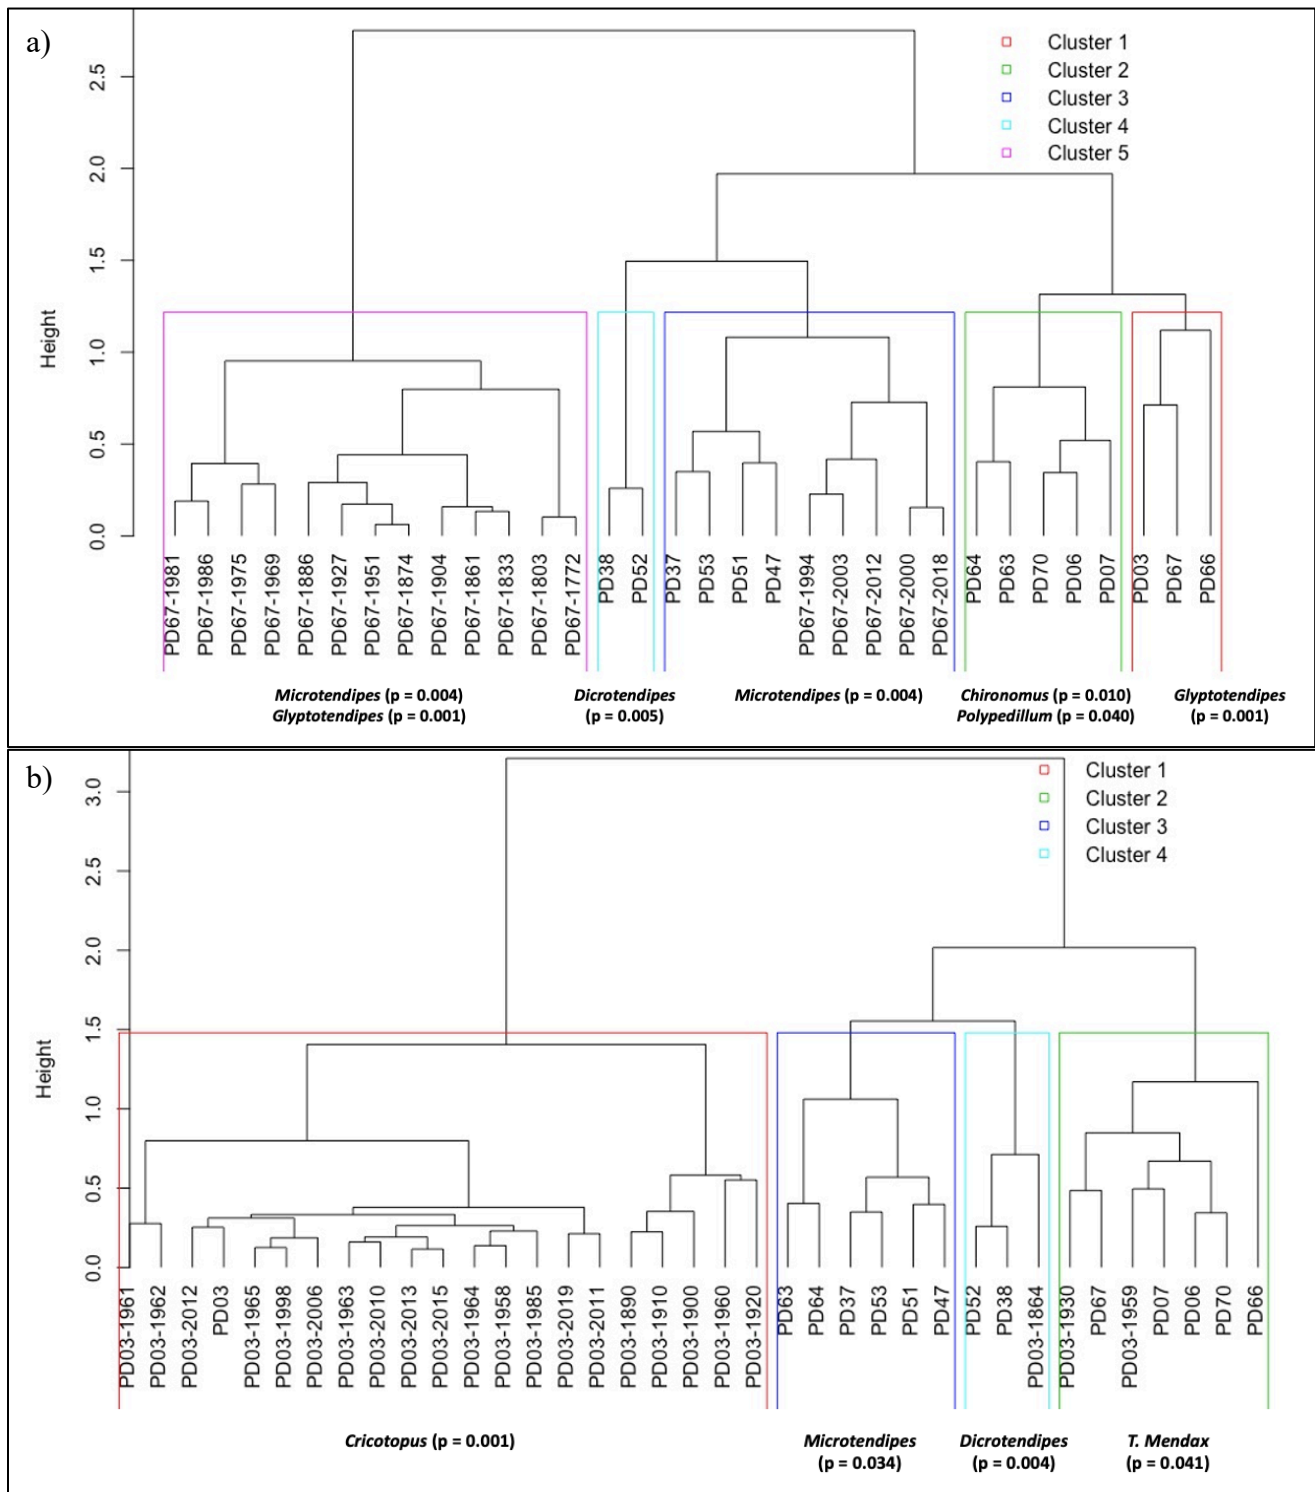 a)
Cluster 1
Cluster 2
Cluster 3
Cluster 4
Cluster 5
Height
2.5
2.0
1.5
1.0
0.5
0.0
PD67-1981
PD67-1986
PD67-1975
PD67-1969
PD67-1886
PD67-1927
PD67-1951
PD67-1874
PD67-1904
PD67-1861
PD67-1833
PD67-1803
PD67-1772
PD38
PD52
PD37
PD53
PD51
PD47
PD67-1994
PD67-2003
PD67-2012
PD67-2000
PD67-2018
PD64
PD63
PD70
PD06
PD07
PD03
PD67
PD66
Microtendipes (p = 0.004)
Glyptotendipes (p = 0.001)
Dicrotendipes
(p = 0.005)
Microtendipes (p = 0.004)
Chironomus (p = 0.010)
Polypedillum (p = 0.040)
Glyptotendipes
(p = 0.001)
b)
Cluster 1
Cluster 2
Cluster 3
Cluster 4
Height
3.0
2.5
2.0
1.5
1.0
0.5
0.0
PD03-1961
PD03-1962
PD03-2012
PD03
PD03-1965
PD03-1998
PD03-2006
PD03-1963
PD03-2010
PD03-2013
PD03-2015
PD03-1964
PD03-1958
PD03-1985
PD03-2019
PD03-2011
PD03-1890
PD03-1910
PD03-1900
PD03-1960
PD03-1920
PD63
PD64
PD37
PD53
PD51
PD47
PD52
PD38
PD03-1864
PD03-1930
PD67
PD03-1959
PD07
PD06
PD70
PD66
Cricotopus (p = 0.001)
Microtendipes
(p = 0.034)
Dicrotendipes
(p = 0.004)
T. Mendax
(p = 0.041)